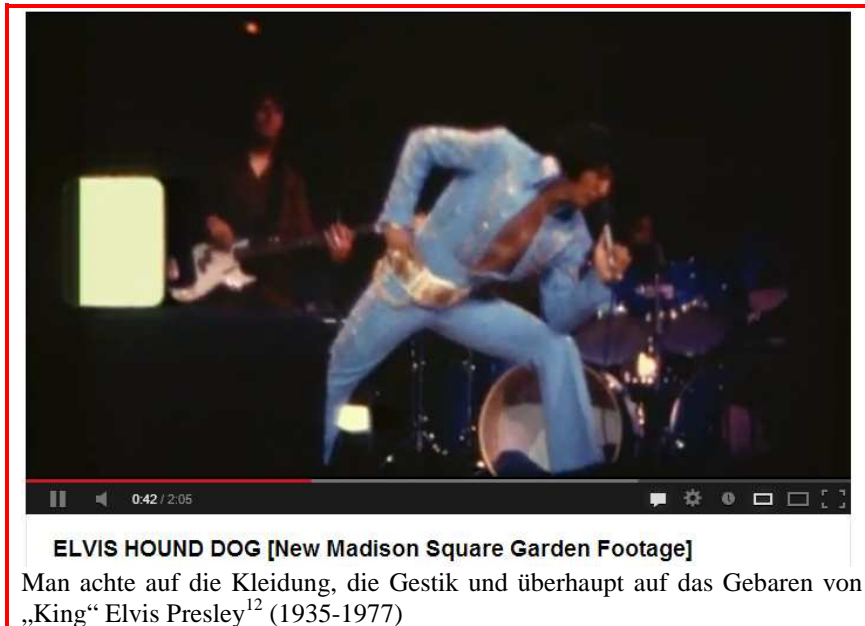 0:42 / 2:05
ELVIS HOUND DOG [New Madison Square Garden Footage]
Man achte auf die Kleidung, die Gestik und überhaupt auf das Gebaren von
„King“ Elvis Presley12 (1935-1977)